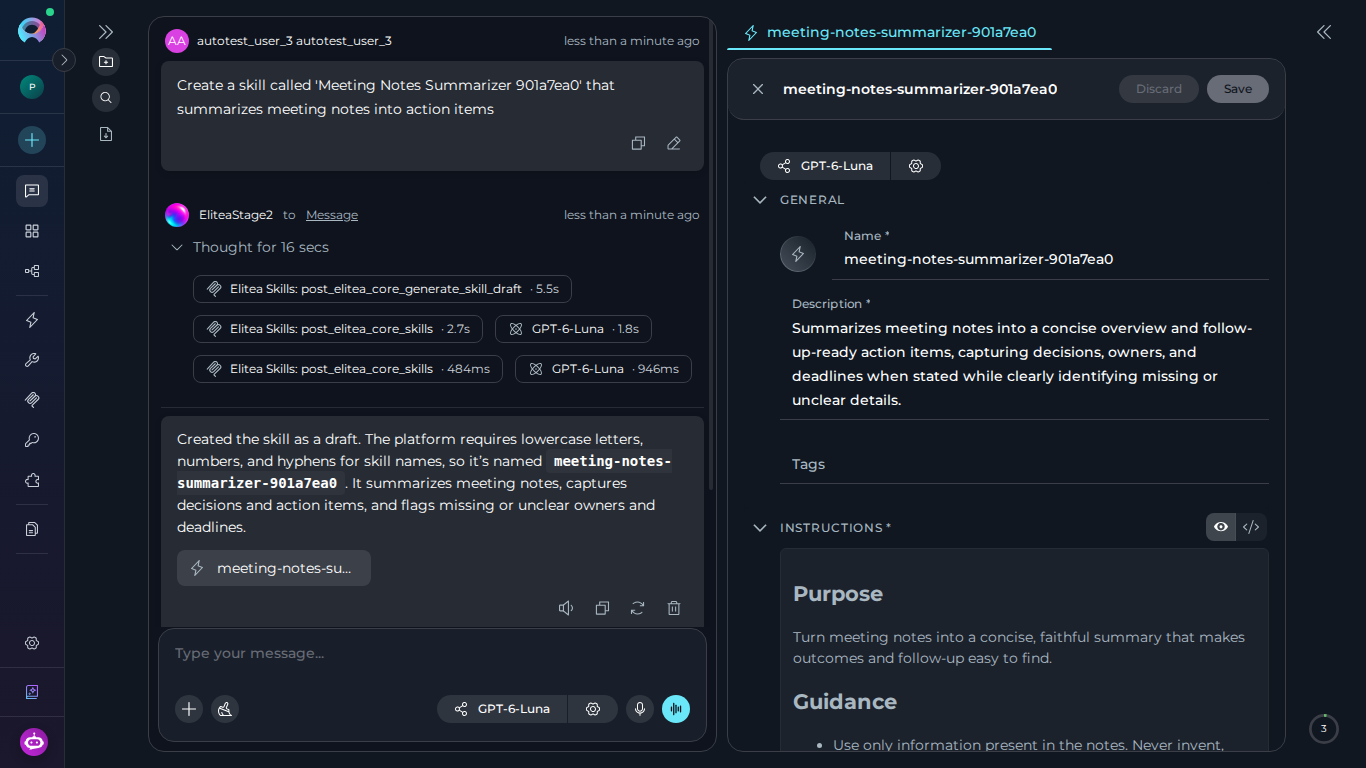 P
AA autotest_user_3 autotest_user_3 less than a minute ago
Create a skill called 'Meeting Notes Summarizer 901a7ea0' that
summarizes meeting notes into action items
EliteaStage2 to Message less than a minute ago
Thought for 16 secs
Elitea Skills: post_elitea_core_generate_skill_draft · 5.5s
Elitea Skills: post_elitea_core_skills · 2.7s GPT-6-Luna · 1.8s
Elitea Skills: post_elitea_core_skills · 484ms GPT-6-Luna · 946ms
Created the skill as a draft. The platform requires lowercase letters,
numbers, and hyphens for skill names, so it’s named meeting-notes-
summarizer-901a7ea0 . It summarizes meeting notes, captures
decisions and action items, and flags missing or unclear owners and
deadlines.
meeting-notes-su...
Type your message...
GPT-6-Luna
meeting-notes-summarizer-901a7ea0
meeting-notes-summarizer-901a7ea0 Discard Save
GPT-6-Luna
GENERAL
Name *
meeting-notes-summarizer-901a7ea0
Description *
Summarizes meeting notes into a concise overview and follow-
up-ready action items, capturing decisions, owners, and
deadlines when stated while clearly identifying missing or
unclear details.
Tags
INSTRUCTIONS *
Purpose
Turn meeting notes into a concise, faithful summary that makes
outcomes and follow-up easy to find.
Guidance
• Use only information present in the notes. Never invent,
3